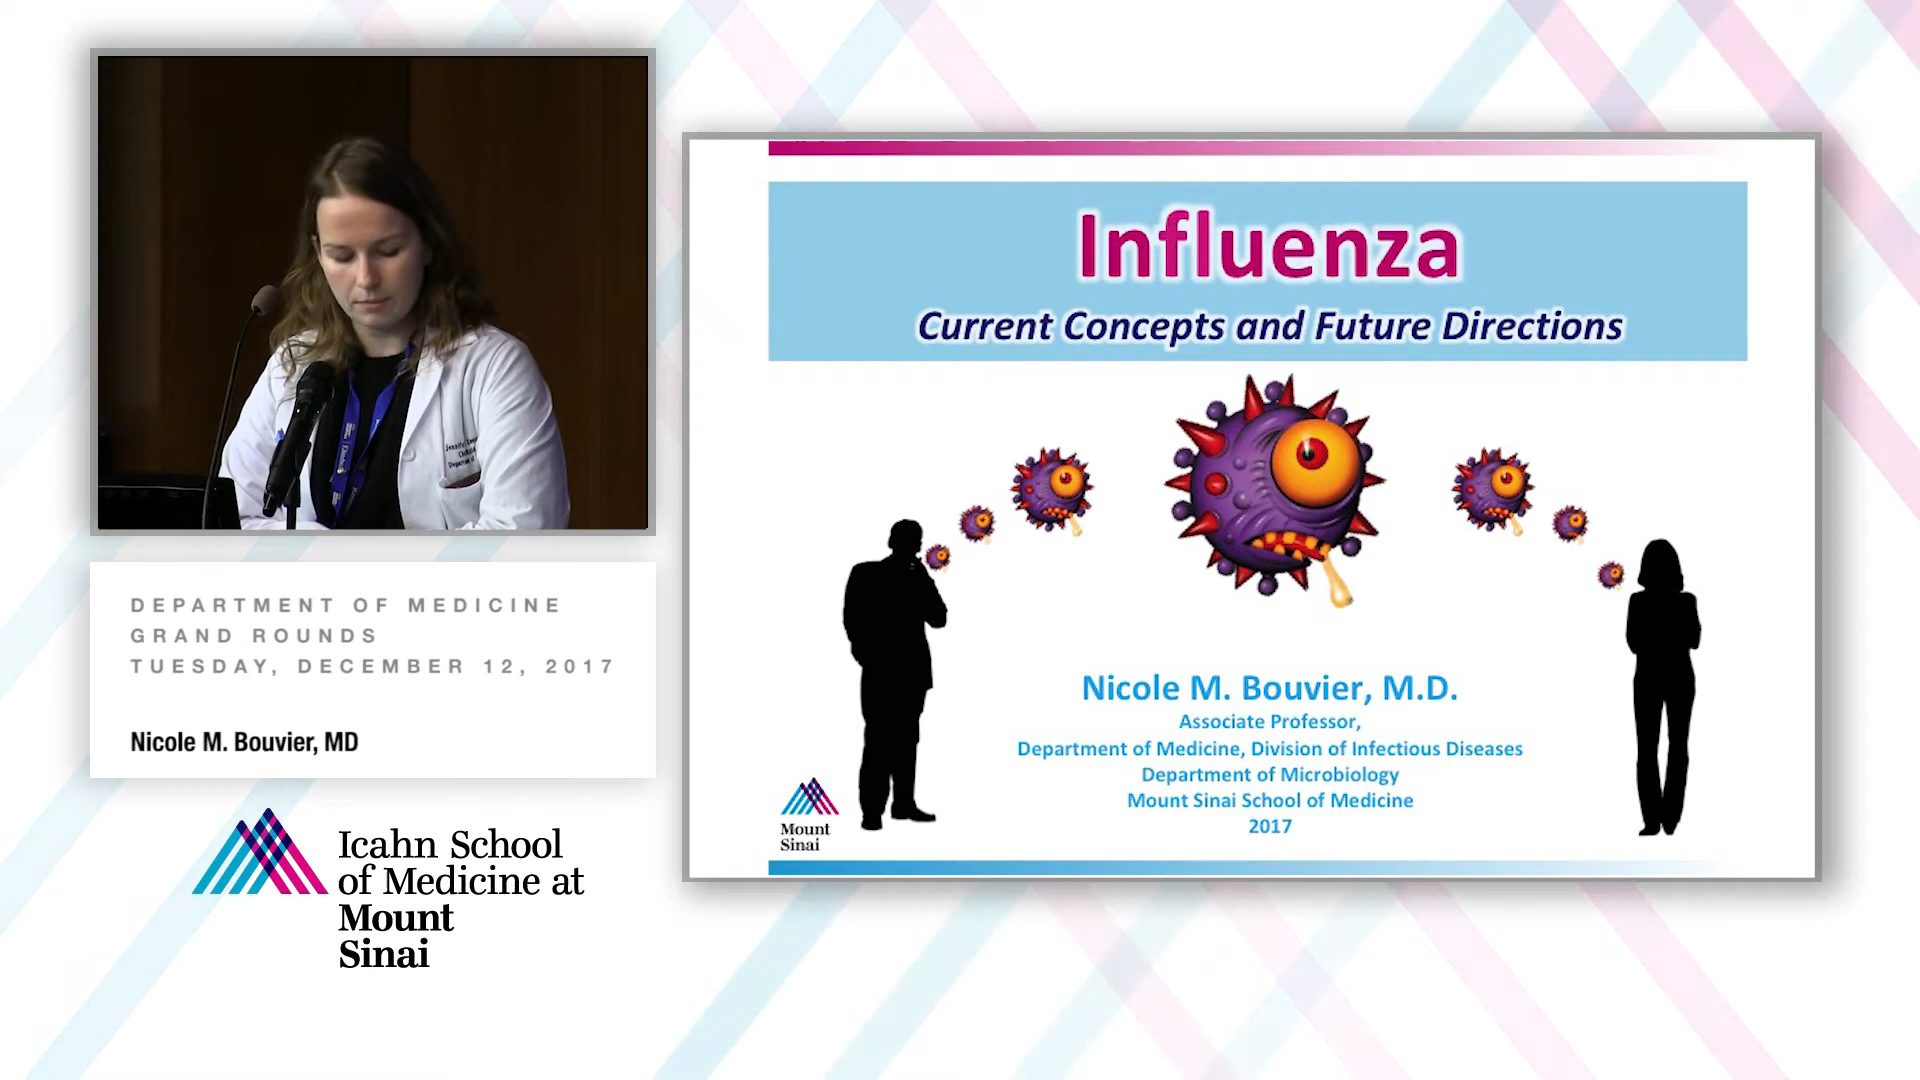 DEPARTMENT OF MEDICINE
GRAND ROUNDS
TUESDAY, DECEMBER 12, 2017
Nicole M. Bouvier, MD
Icahn School
of Medicine at
Mount
Sinai
Influenza
Current Concepts and Future Directions
Nicole M. Bouvier, M.D.
Associate Professor,
Department of Medicine, Division of Infectious Diseases
Department of Microbiology
Mount Sinai School of Medicine
2017
Mount
Sinai